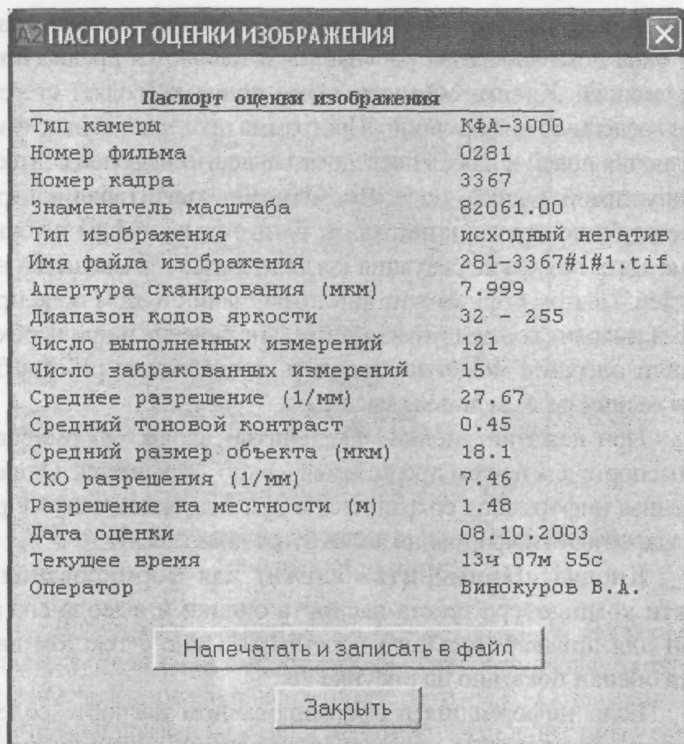 A2 ПАСПОРТ ОЦЕНКИ ИЗОБРАЖЕНИЯ
Паспорт оценки изображения
Тип камеры КФА-3000
Номер фильма 0281
Номер кадра 3367
Знаменатель масштаба 82061.00
Тип изображения исходный негатив
Имя файла изображения 281-3367#1#1.tif
Апертура сканирования (мкм) 7.999
Диапазон кодов яркости 32 - 255
Число выполненных измерений 121
Число забракованных измерений 4
Среднее разрешение (1/мм) 27.67
Средний тоновой контраст 0.45
Средний размер объекта (мкм) 18.1
СКО разрешения (1/мм) 7.46
Разрешение на местности (м) 1.48
Дата оценки 08.10.2003
Текущее время 13ч 07м 55с
Оператор Винокуров В.А.
Напечатать и записать в файл
Закрыть